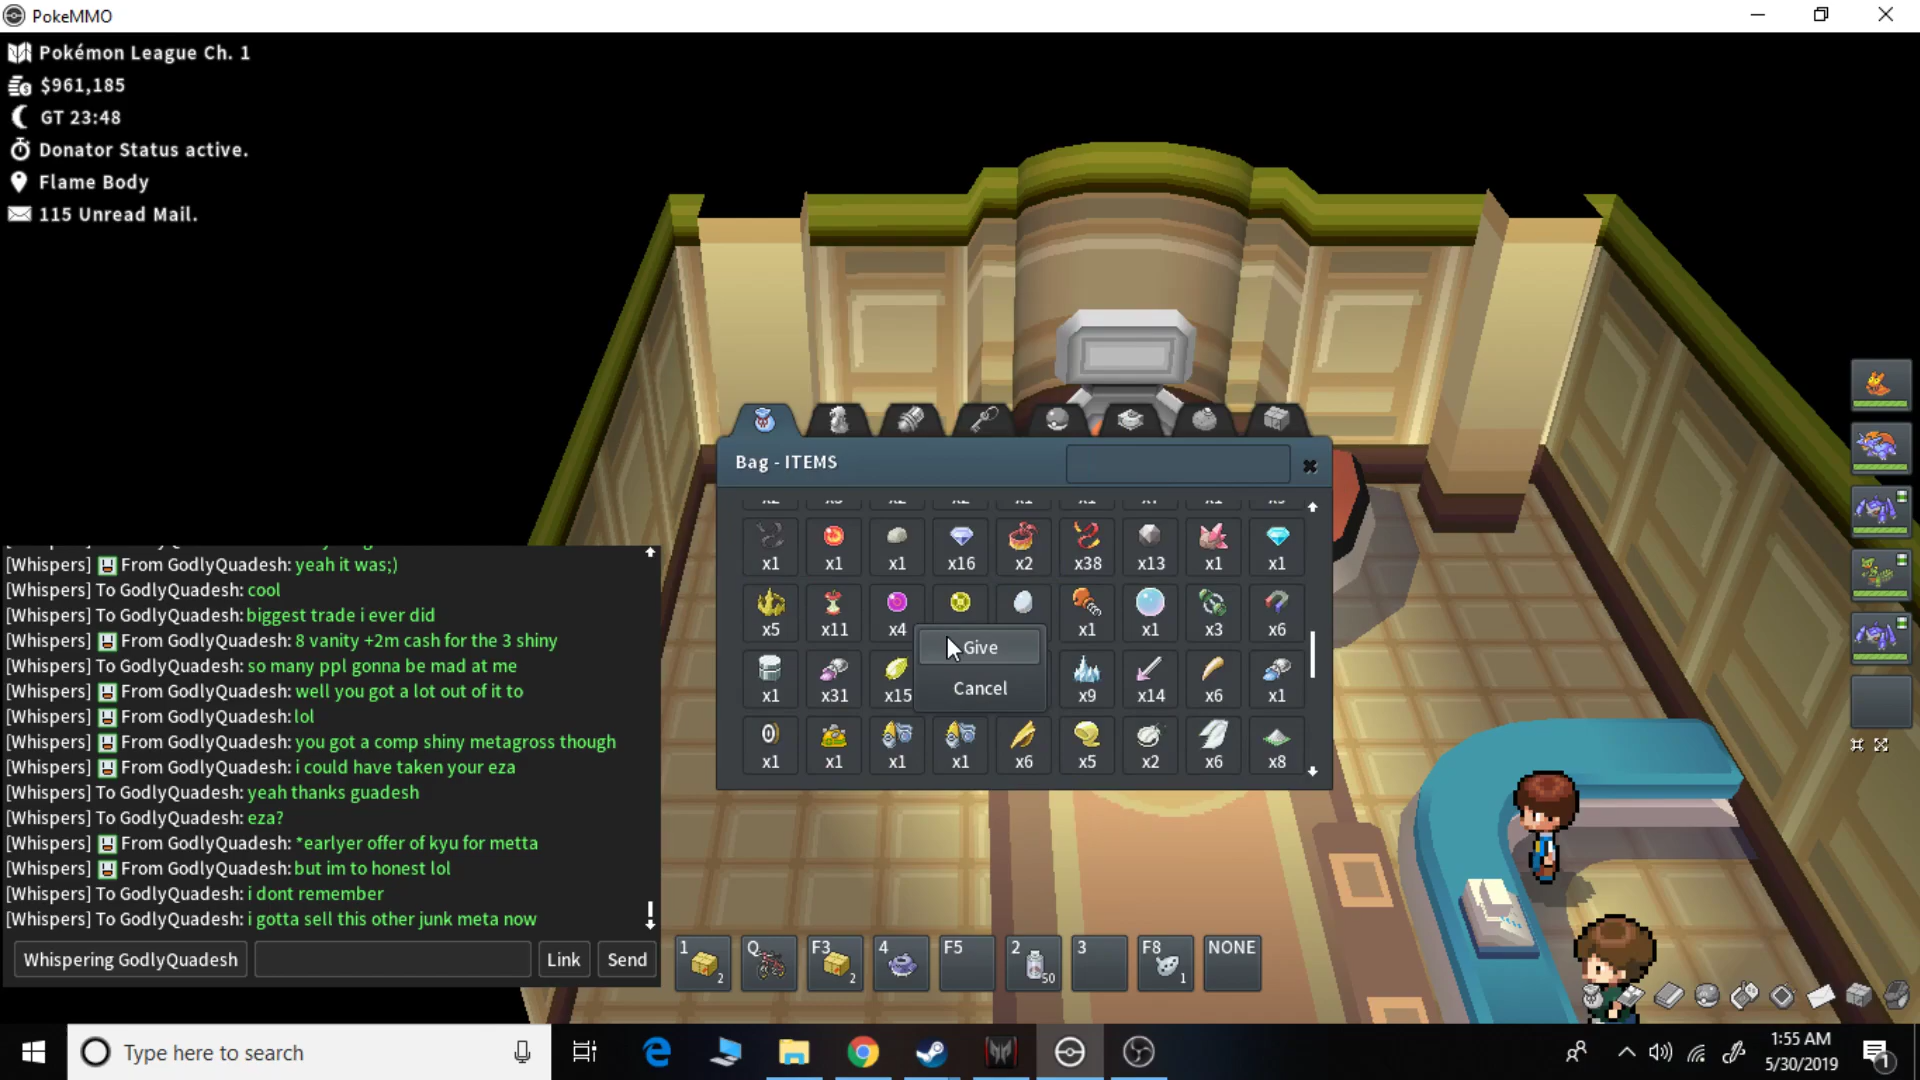 PokeMMO
Pokémon League Ch. 1
$961,185
GT 23:48
Donator Status active.
Flame Body
115 Unread Mail.
Bag - ITEMS
x1 x1 x1 x16 x2 x38 x13 x1 x1
x5 x11 x4 x1 x1 x3 x6
Give
x1 x31 x15 x9 x14 x6 x1
Cancel
x1 x1 x1 x1 x6 x5 x2 x6 x8
[Whispers] From GodlyQuadesh: yeah it was;)
[Whispers] To GodlyQuadesh: cool
[Whispers] To GodlyQuadesh: biggest trade i ever did
[Whispers] From GodlyQuadesh: 8 vanity +2m cash for the 3 shiny
[Whispers] To GodlyQuadesh: so many ppl gonna be mad at me
[Whispers] From GodlyQuadesh: well you got a lot out of it to
[Whispers] To GodlyQuadesh: lol
[Whispers] From GodlyQuadesh: you got a comp shiny metagross though
[Whispers] From GodlyQuadesh: i could have taken your eza
[Whispers] To GodlyQuadesh: yeah thanks guadesh
[Whispers] To GodlyQuadesh: eza?
[Whispers] From GodlyQuadesh: *earlyer offer of kyu for metta
[Whispers] From GodlyQuadesh: but im to honest lol
[Whispers] To GodlyQuadesh: i dont remember
[Whispers] To GodlyQuadesh: i gotta sell this other junk meta now
Whispering GodlyQuadesh Link Send
1 Q F3 4 F5 2 3 F8 NONE
2 2 50 1
Type here to search
1:55 AM
5/30/2019
1